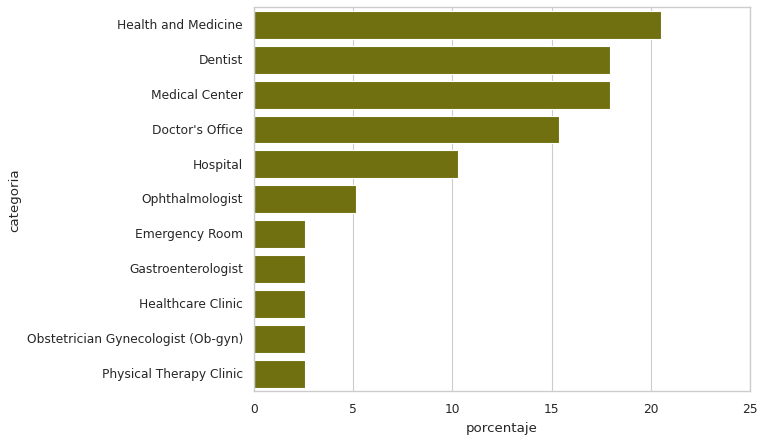 Health and Medicine
Dentist
Medical Center
Doctor's Office
Hospital
Ophthalmologist
Emergency Room
Gastroenterologist
Healthcare Clinic
Obstetrician Gynecologist (Ob-gyn)
Physical Therapy Clinic
categoria
0 5 10 15 20 25
porcentaje